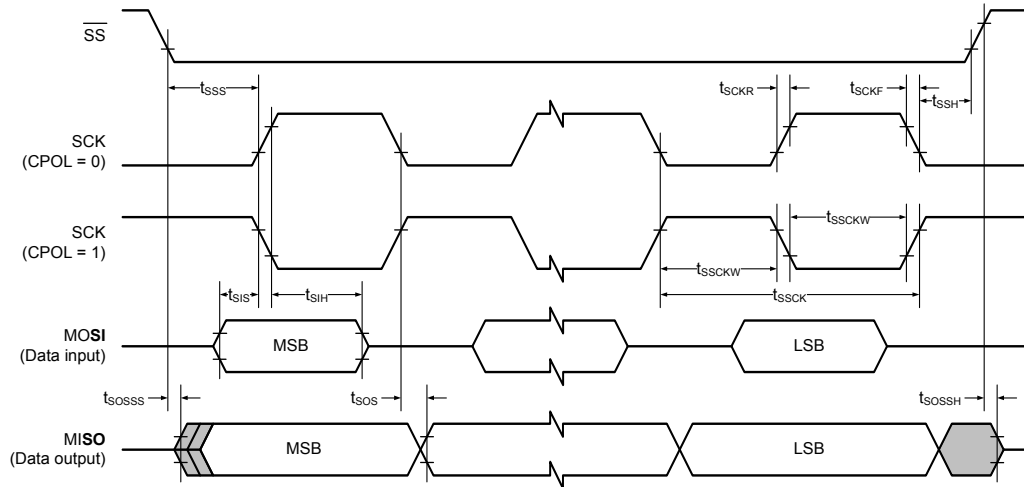 SS
tSSS
tSCKR
tSCKF
tSSH
SCK
(CPOL = 0)
SCK
(CPOL = 1)
tSSCKW
tSSCKW
tSIS
tSIH
tSSCK
MOSI
(Data input)
MSB
LSB
tSOSSS
tSOS
tSOSSH
MISO
(Data output)
MSB
LSB